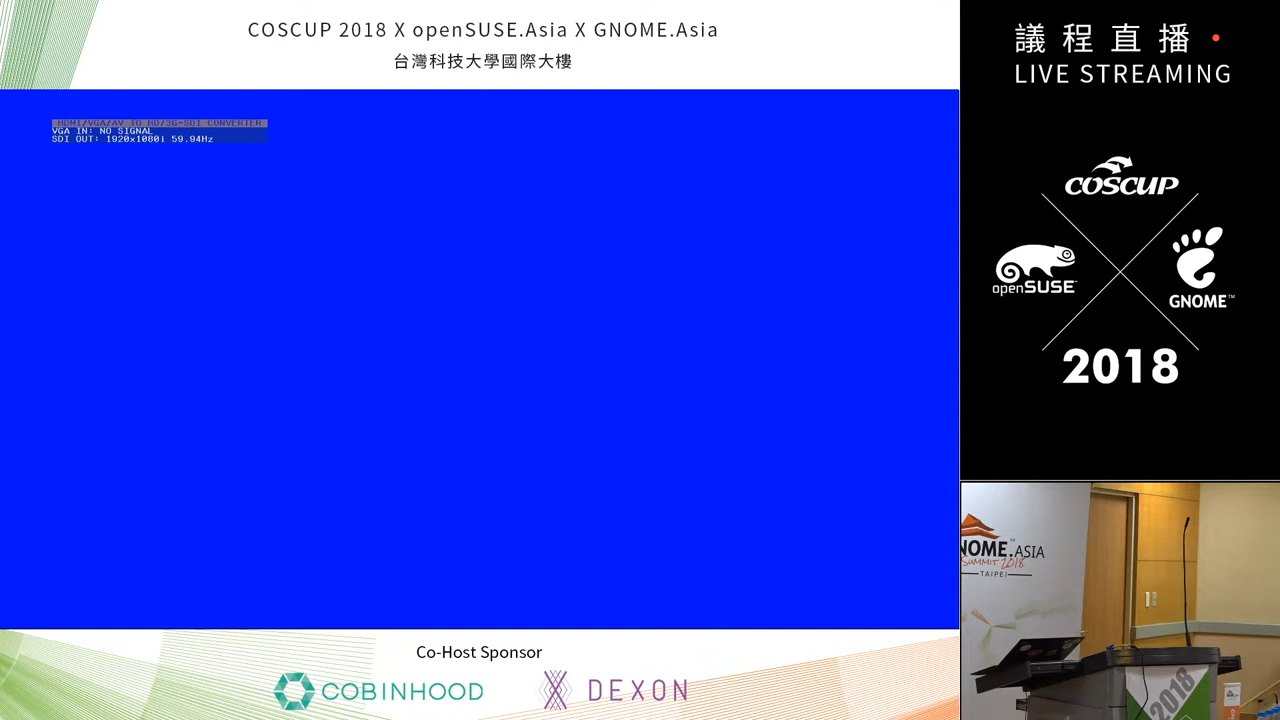 COSCUP 2018 X openSUSE.Asia X GNOME.Asia
台灣科技大學國際大樓
HDMI/VGA/AV TO HD/3G-SDI CONVERTER
VGA IN: NO SIGNAL
SDI OUT: 1920x1080i 59.94Hz
Co-Host Sponsor
COBINHOOD
DEXON
議程直播
LIVE STREAMING
COSCUP
openSUSE
GNOME™
2018
NOME.ASIA
SUMMIT 2018
TAIPEI
2018